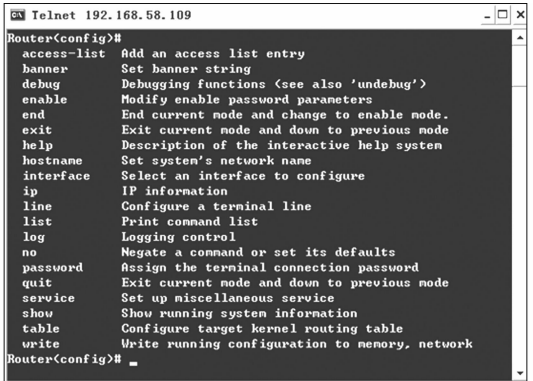 Telnet 192.168.58.109
Router(config)#
access-list Add an access list entry
banner Set banner string
debug Debugging functions (see also 'undebug')
enable Modify enable password parameters
end End current mode and change to enable mode.
exit Exit current mode and down to previous mode
help Description of the interactive help system
hostname Set system's network name
interface Select an interface to configure
ip IP information
line Configure a terminal line
list Print command list
log Logging control
no Negate a command or set its defaults
password Assign the terminal connection password
quit Exit current mode and down to previous mode
service Set up miscellaneous service
show Show running system information
table Configure target kernel routing table
write Write running configuration to memory, network
Router(config)# _